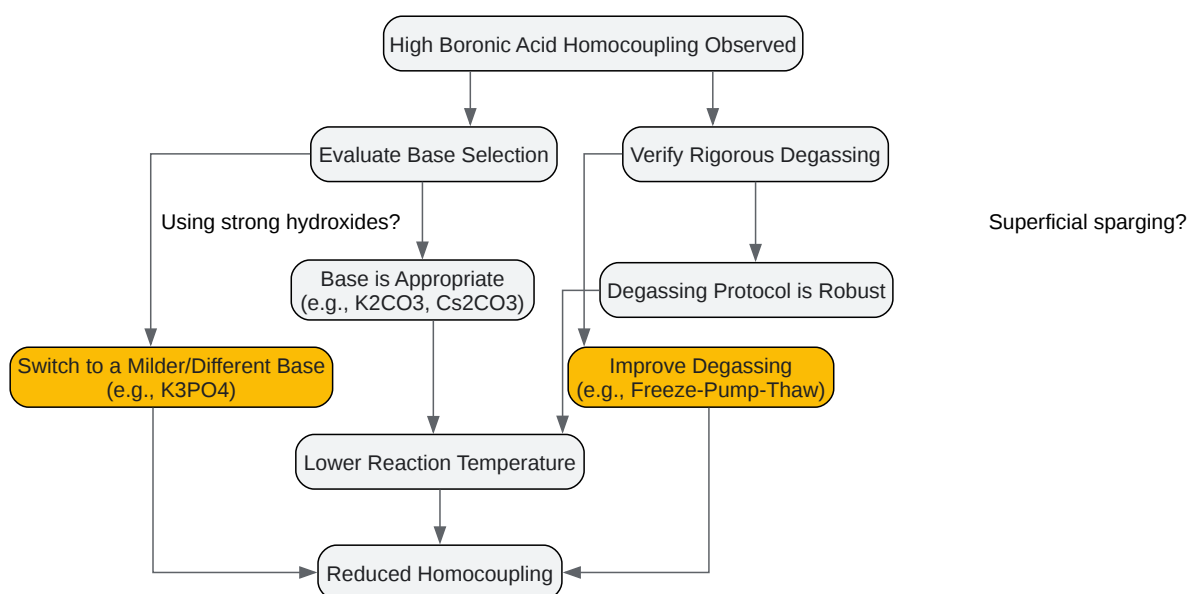 High Boronic Acid Homocoupling Observed
Evaluate Base Selection
Verify Rigorous Degassing
Using strong hydroxides?
Superficial sparging?
Base is Appropriate
(e.g., K2CO3, Cs2CO3)
Degassing Protocol is Robust
Switch to a Milder/Different Base
(e.g., K3PO4)
Improve Degassing
(e.g., Freeze-Pump-Thaw)
Lower Reaction Temperature
Reduced Homocoupling